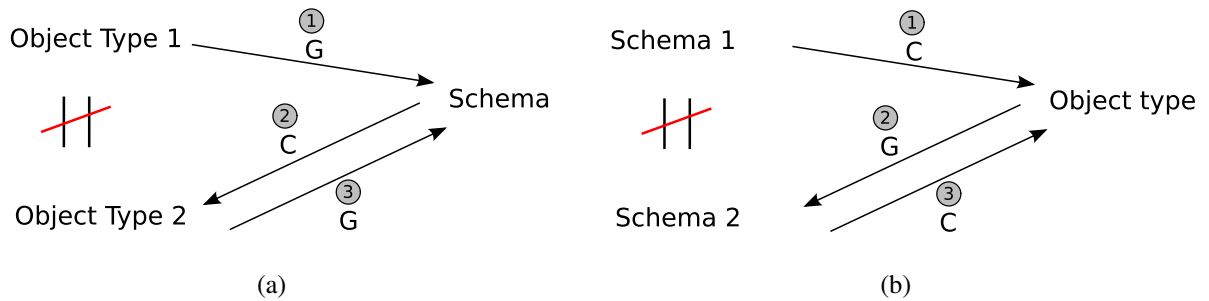 1
Object Type 1
G
Schema
2
C
3
Object Type 2
G
(a)
1
Schema 1
C
Object type
2
G
3
Schema 2
C
(b)